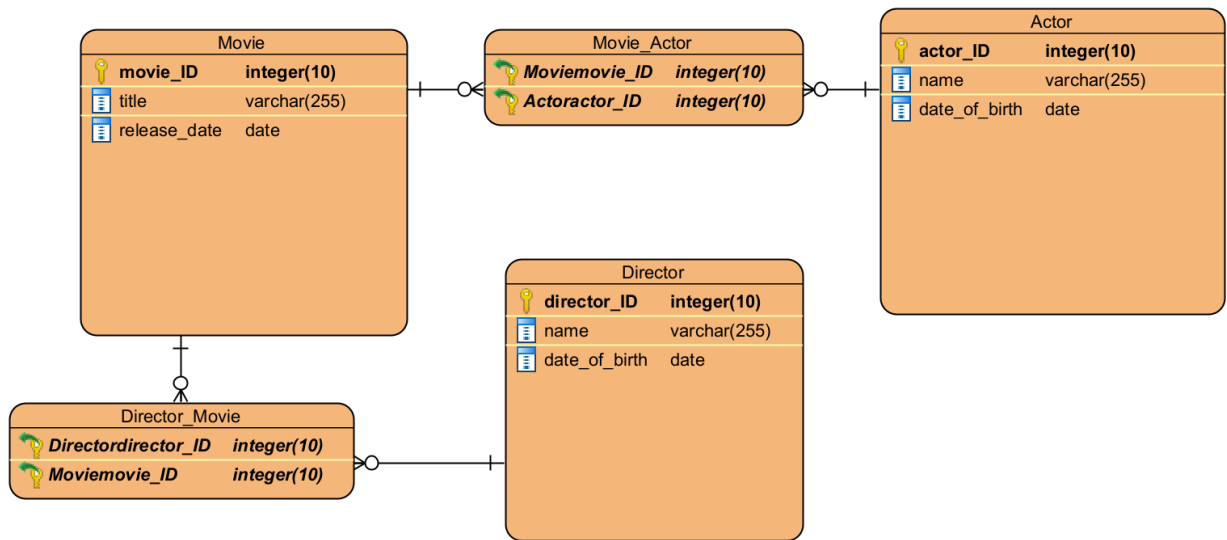 Movie
movie_ID integer(10)
title varchar(255)
release_date date
Movie_Actor
Moviemovie_ID integer(10)
Actoractor_ID integer(10)
Actor
actor_ID integer(10)
name varchar(255)
date_of_birth date
Director
director_ID integer(10)
name varchar(255)
date_of_birth date
Director_Movie
Directordirector_ID integer(10)
Moviemovie_ID integer(10)